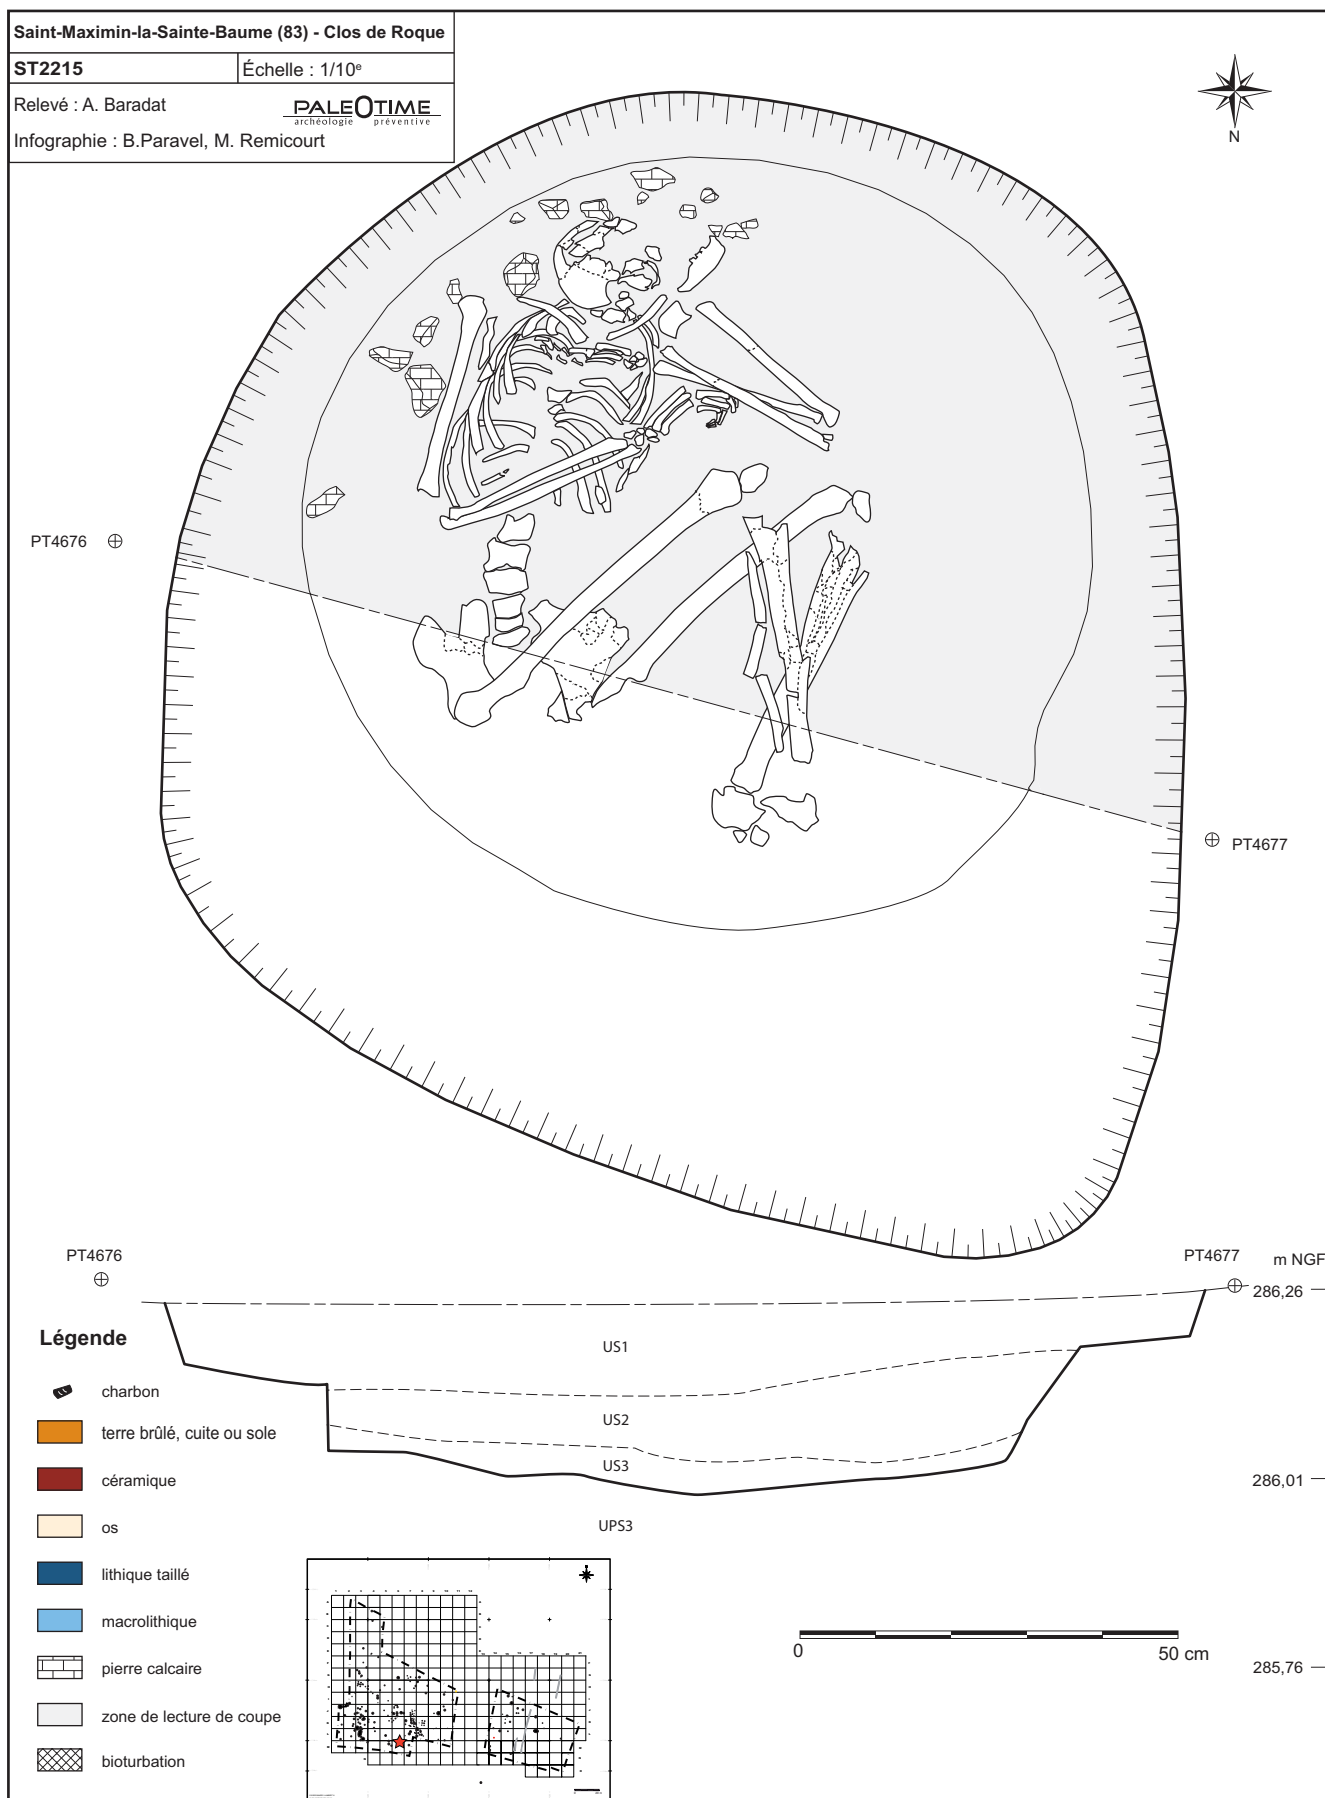 Saint-Maximin-la-Sainte-Baume (83) - Clos de Roque
ST2215
Échelle : 1/10ᵉ
Relevé : A. Baradat
PALEOTIME
archéologie préventive
Infographie : B.Paravel, M. Remicourt
N
PT4676
PT4677
PT4676
PT4677
m NGF
286,26
Légende
US1
charbon
US2
terre brûlé, cuite ou sole
US3
céramique
286,01
os
UPS3
lithique taillé
macrolithique
0
50 cm
pierre calcaire
285,76
zone de lecture de coupe
bioturbation